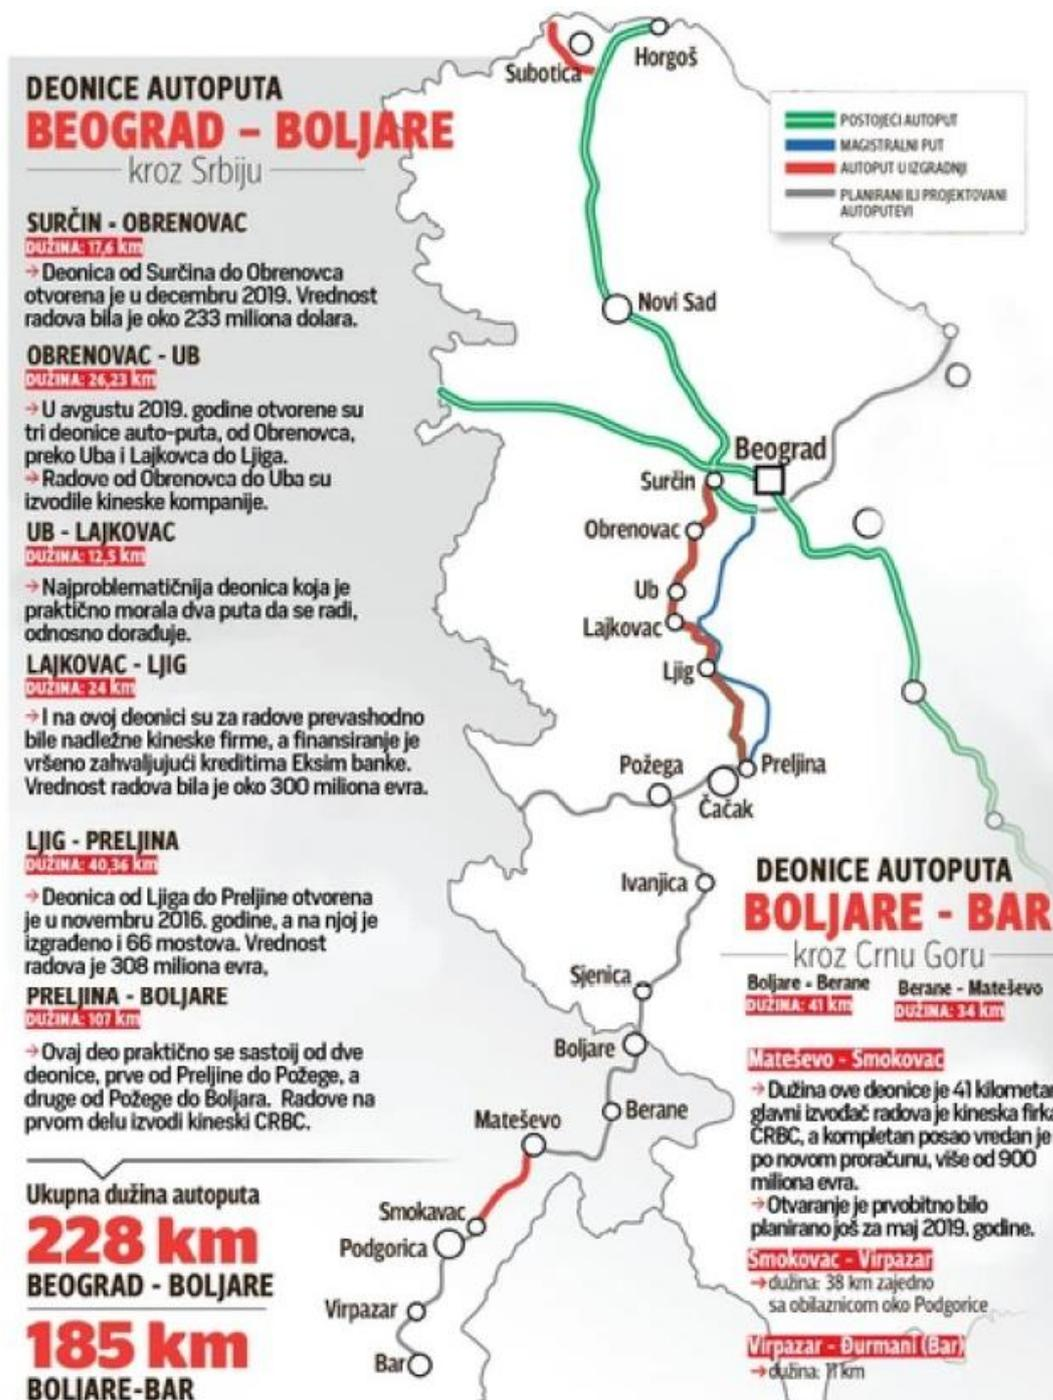 DEONICE AUTOPUTA
BEOGRAD – BOLJARE
kroz Srbiju
SURČIN - OBRENOVAC
DUŽINA: 17,6 km
→ Deonica od Surčina do Obrenovca
otvorena je u decembru 2019. Vrednost
radova bila je oko 233 miliona dolara.
OBRENOVAC - UB
DUŽINA: 26,23 km
→ U avgustu 2019. godine otvorene su
tri deonice auto-puta, od Obrenovca,
preko Uba i Lajkovca do Ljiga.
→ Radove od Obrenovca do Uba su
izvodile kineske kompanije.
UB - LAJKOVAC
DUŽINA: 12,5 km
→ Najproblematičnija deonica koja je
praktično morala dva puta da se radi,
odnosno dorađuje.
LAJKOVAC - LJIG
DUŽINA: 24 km
→ I na ovoj deonici su za radove prevashodno
bile nadležne kineske firme, a finansiranje je
vršeno zahvaljujući kreditima Eksim banke.
Vrednost radova bila je oko 300 miliona evra.
LJIG - PRELJINA
DUŽINA: 40,36 km
→ Deonica od Ljiga do Preljine otvorena
je u novembru 2016. godine, a na njoj je
izgrađeno i 66 mostova. Vrednost
radova je 308 miliona evra,
PRELJINA - BOLJARE
DUŽINA: 107 km
→ Ovaj deo praktično se sastoij od dve
deonice, prve od Preljine do Požege, a
druge od Požege do Boljara. Radove na
prvom delu izvodi kineski CRBC.
Ukupna dužina autoputa
228 km
BEOGRAD - BOLJARE
185 km
BOLJARE-BAR
POSTOJEĆI AUTOPUT
MAGISTRALNI PUT
AUTOPUT U IZGRADNJI
PLANIRANI ILI PROJEKTOVANI
AUTOPUTEVI
Subotica
Horgoš
Novi Sad
Beograd
Surčin
Obrenovac
Ub
Lajkovac
Ljig
Požega
Preljina
Čačak
Ivanjica
Sjenica
Boljare
Berane
Mateševo
Smokavac
Podgorica
Virpazar
Bar
DEONICE AUTOPUTA
BOLJARE - BAR
kroz Crnu Goru
Boljare - Berane
DUŽINA: 41 km
Berane - Mateševo
DUŽINA: 34 km
Mateševo - Smokovac
→ Dužina ove deonice je 41 kilometar
glavni izvođač radova je kineska firka
CRBC, a kompletan posao vredan je
po novom proračunu, više od 900
miliona evra.
→ Otvaranje je prvobitno bilo
planirano još za maj 2019. godine.
Smokovac - Virpazar
→ dužina: 38 km zajedno
sa obilaznicom oko Podgorice
Virpazar - Đurmani (Bar)
→ dužina: 11 km